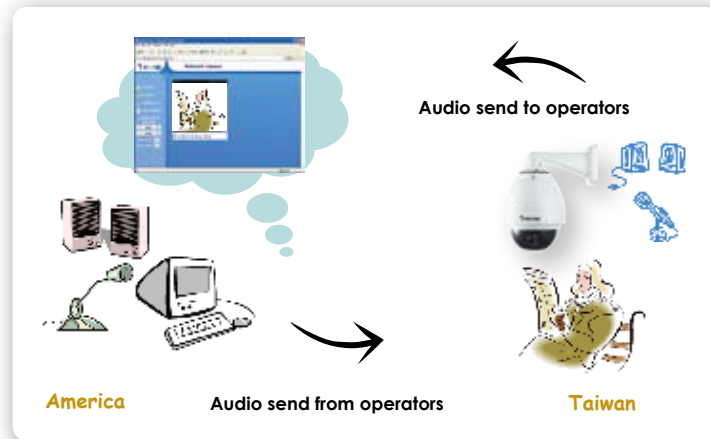 Audio send to operators
America
Audio send from operators
Taiwan